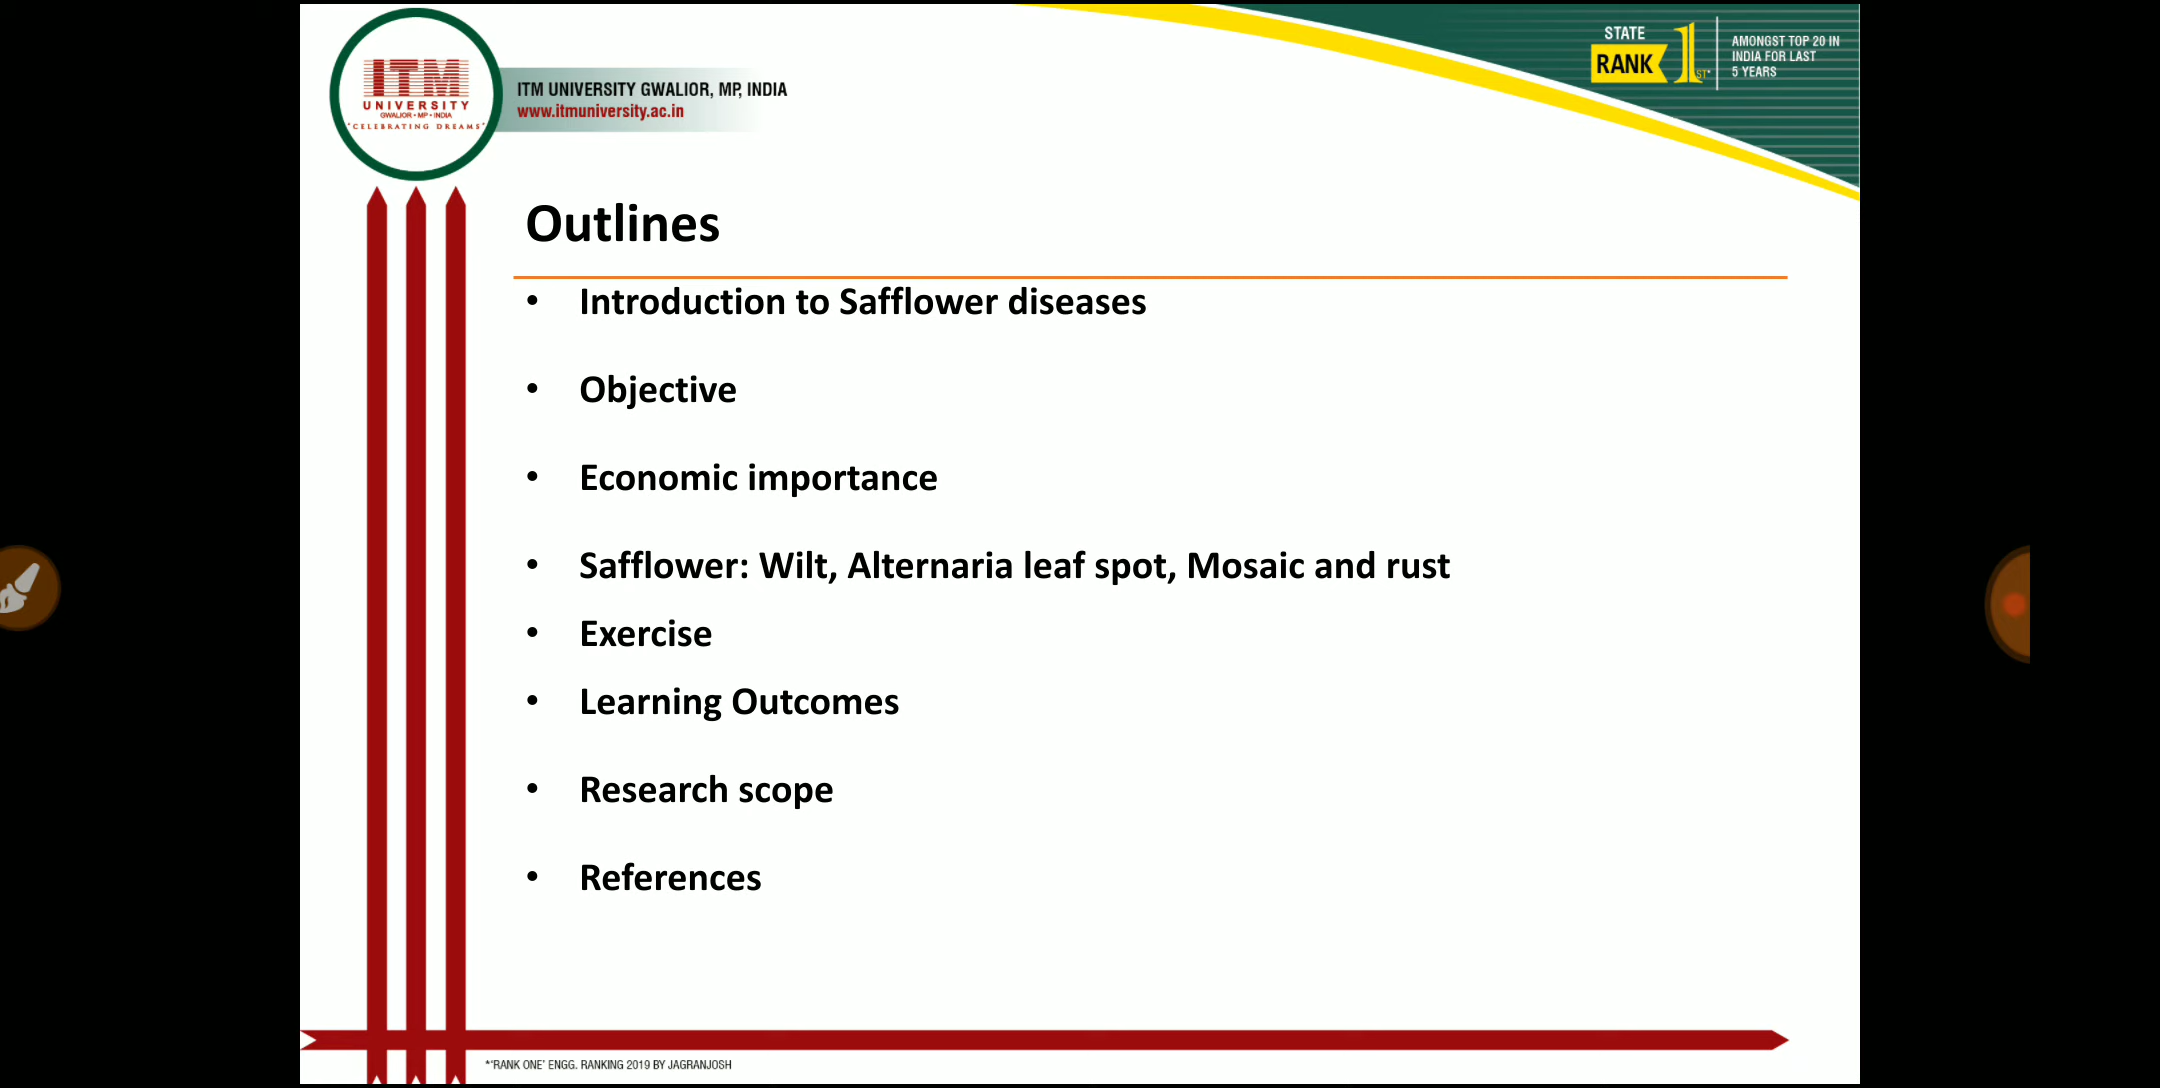 ITM
UNIVERSITY
GWALIOR • MP • INDIA
"CELEBRATING DREAMS"
ITM UNIVERSITY GWALIOR, MP, INDIA
www.itmuniversity.ac.in
STATE
RANK 1ST*
AMONGST TOP 20 IN
INDIA FOR LAST
5 YEARS
Outlines
• Introduction to Safflower diseases
• Objective
• Economic importance
• Safflower: Wilt, Alternaria leaf spot, Mosaic and rust
• Exercise
• Learning Outcomes
• Research scope
• References
*'RANK ONE' ENGG. RANKING 2019 BY JAGRANJOSH